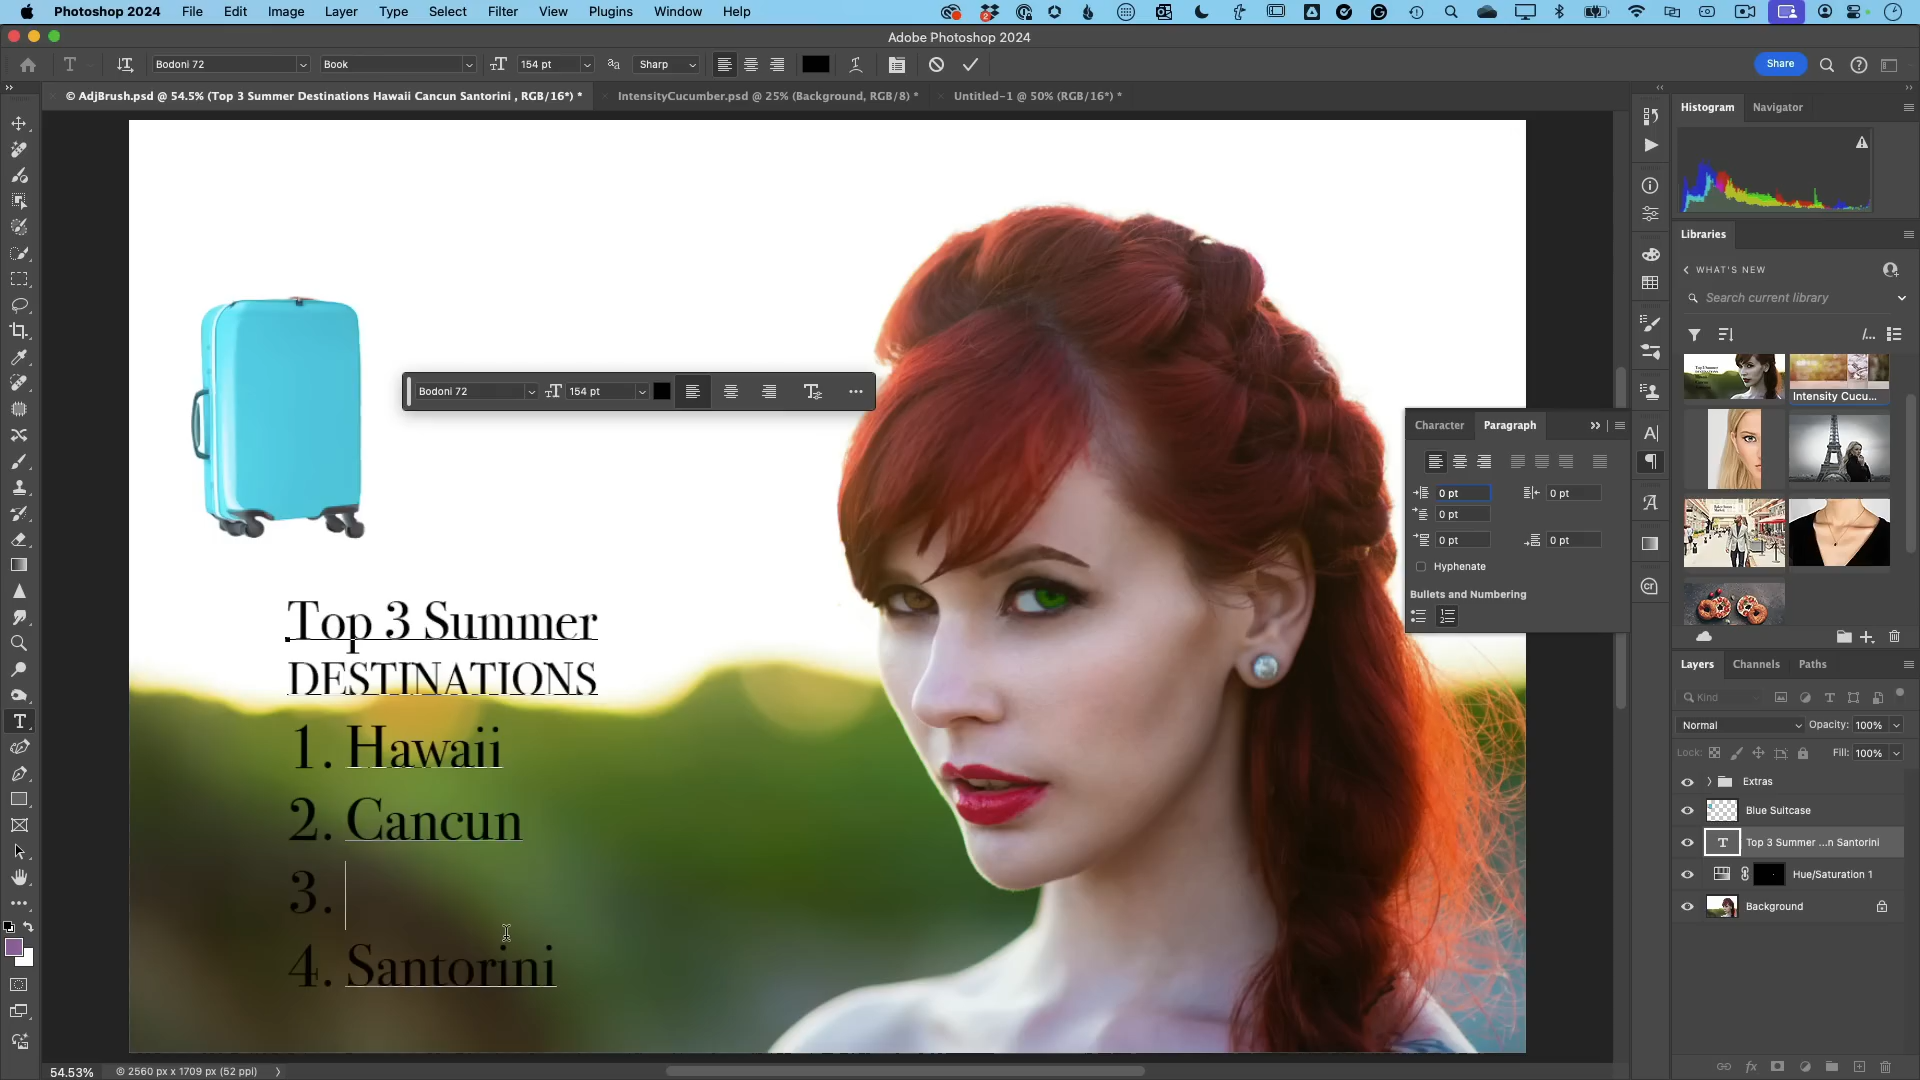 Photoshop 2024 File Edit Image Layer Type Select Filter View Plugins Window Help
Adobe Photoshop 2024
Bodoni 72 Book 154 pt Sharp Share
© AdjBrush.psd @ 54.5% (Top 3 Summer Destinations Hawaii Cancun Santorini , RGB/16*) * IntensityCucumber.psd @ 25% (Background, RGB/8) * Untitled-1 @ 50% (RGB/16*) *
Histogram Navigator
Libraries
WHAT'S NEW
Search current library
Intensity Cucu...
Bodoni 72 154 pt
Character Paragraph
0 pt 0 pt
0 pt
0 pt 0 pt
Hyphenate
Bullets and Numbering
Top 3 Summer
DESTINATIONS
1. Hawaii
2. Cancun
3.
4. Santorini
Layers Channels Paths
Kind
Normal Opacity: 100%
Lock: Fill: 100%
Extras
Blue Suitcase
Top 3 Summer ...n Santorini
Hue/Saturation 1
Background
54.53% © 2560 px x 1709 px (52 ppi)